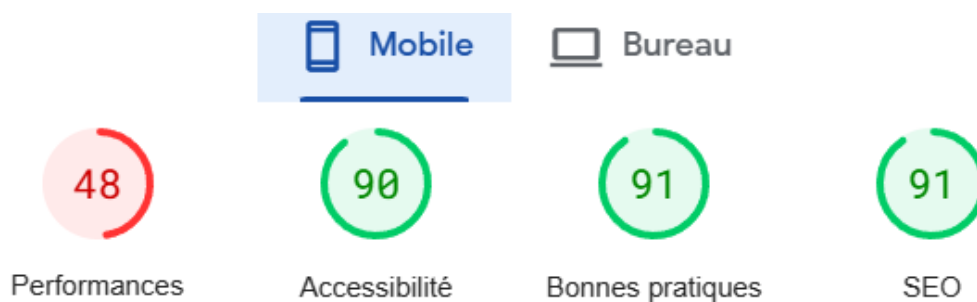 Mobile Bureau
48 90 91 91
Performances Accessibilité Bonnes pratiques SEO